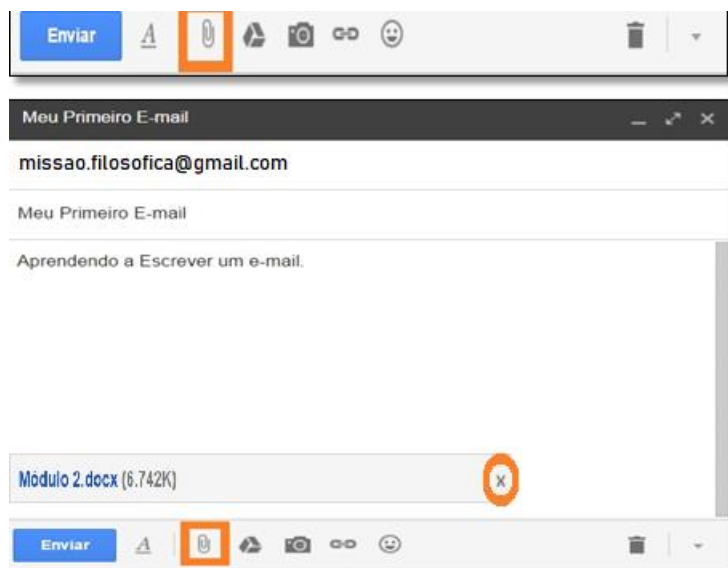 Enviar A
Meu Primeiro E-mail
missao.filosofica@gmail.com
Meu Primeiro E-mail
Aprendendo a Escrever um e-mail.
Módulo 2.docx (6.742K) x
Enviar A